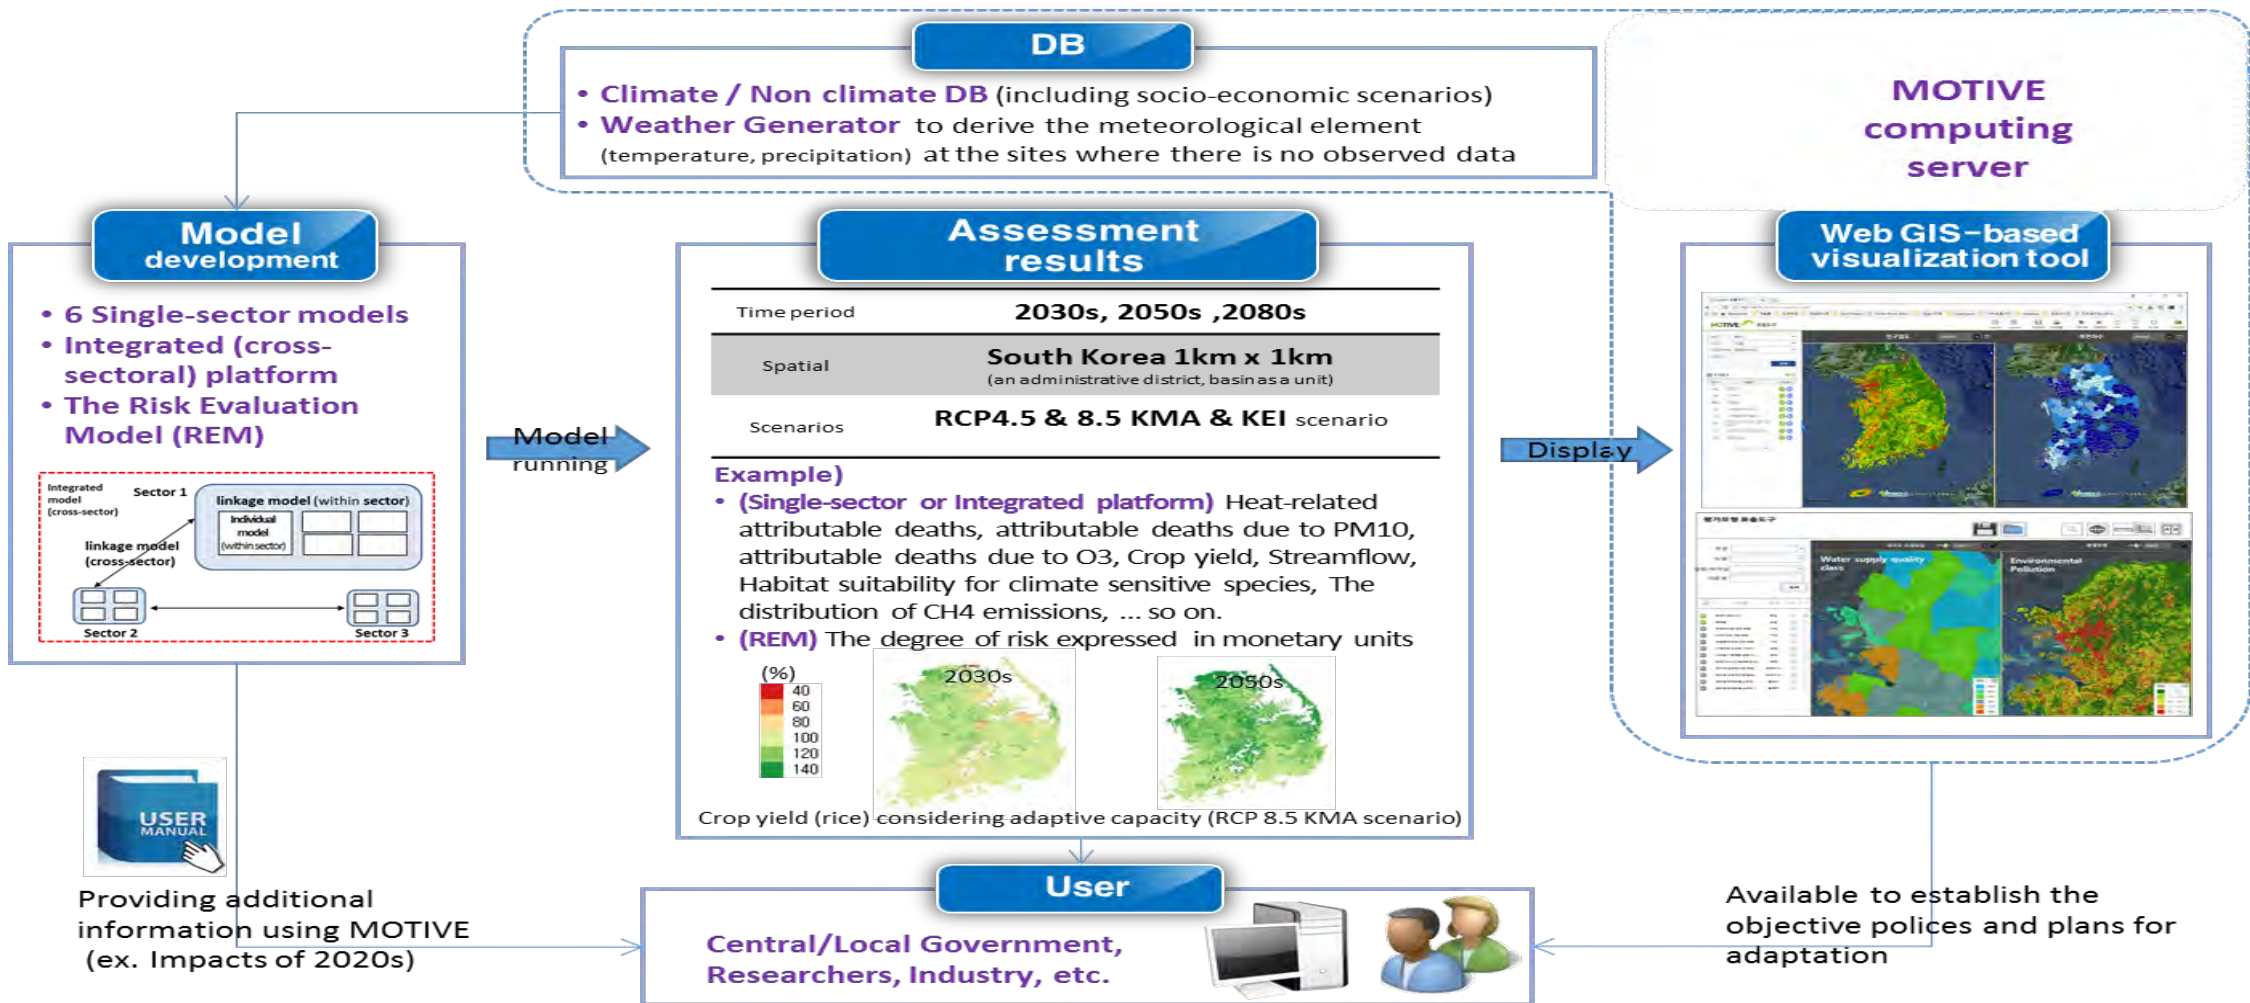 DB
• Climate / Non climate DB (including socio-economic scenarios)
• Weather Generator to derive the meteorological element
(temperature, precipitation) at the sites where there is no observed data
MOTIVE
computing
server
Model
development
• 6 Single-sector models
• Integrated (cross-
sectoral) platform
• The Risk Evaluation
Model (REM)
Integrated
model
(cross-sector)
Sector 1
linkage model (within sector)
Individual
model
(within sector)
linkage model
(cross-sector)
Sector 2
Sector 3
Model
running
Assessment
results
Time period 2030s, 2050s ,2080s
Spatial South Korea 1km x 1km
(an administrative district, basin as a unit)
Scenarios RCP4.5 & 8.5 KMA & KEI scenario
Example)
• (Single-sector or Integrated platform) Heat-related
attributable deaths, attributable deaths due to PM10,
attributable deaths due to O3, Crop yield, Streamflow,
Habitat suitability for climate sensitive species, The
distribution of CH4 emissions, ... so on.
• (REM) The degree of risk expressed in monetary units
(%)
40
60
80
100
120
140
2030s
2050s
Crop yield (rice) considering adaptive capacity (RCP 8.5 KMA scenario)
Display
Web GIS-based
visualization tool
MOTIVE
Water supply quality
class
Environmental
Pollution
USER
MANUAL
Providing additional
information using MOTIVE
(ex. Impacts of 2020s)
User
Central/Local Government,
Researchers, Industry, etc.
Available to establish the
objective polices and plans for
adaptation